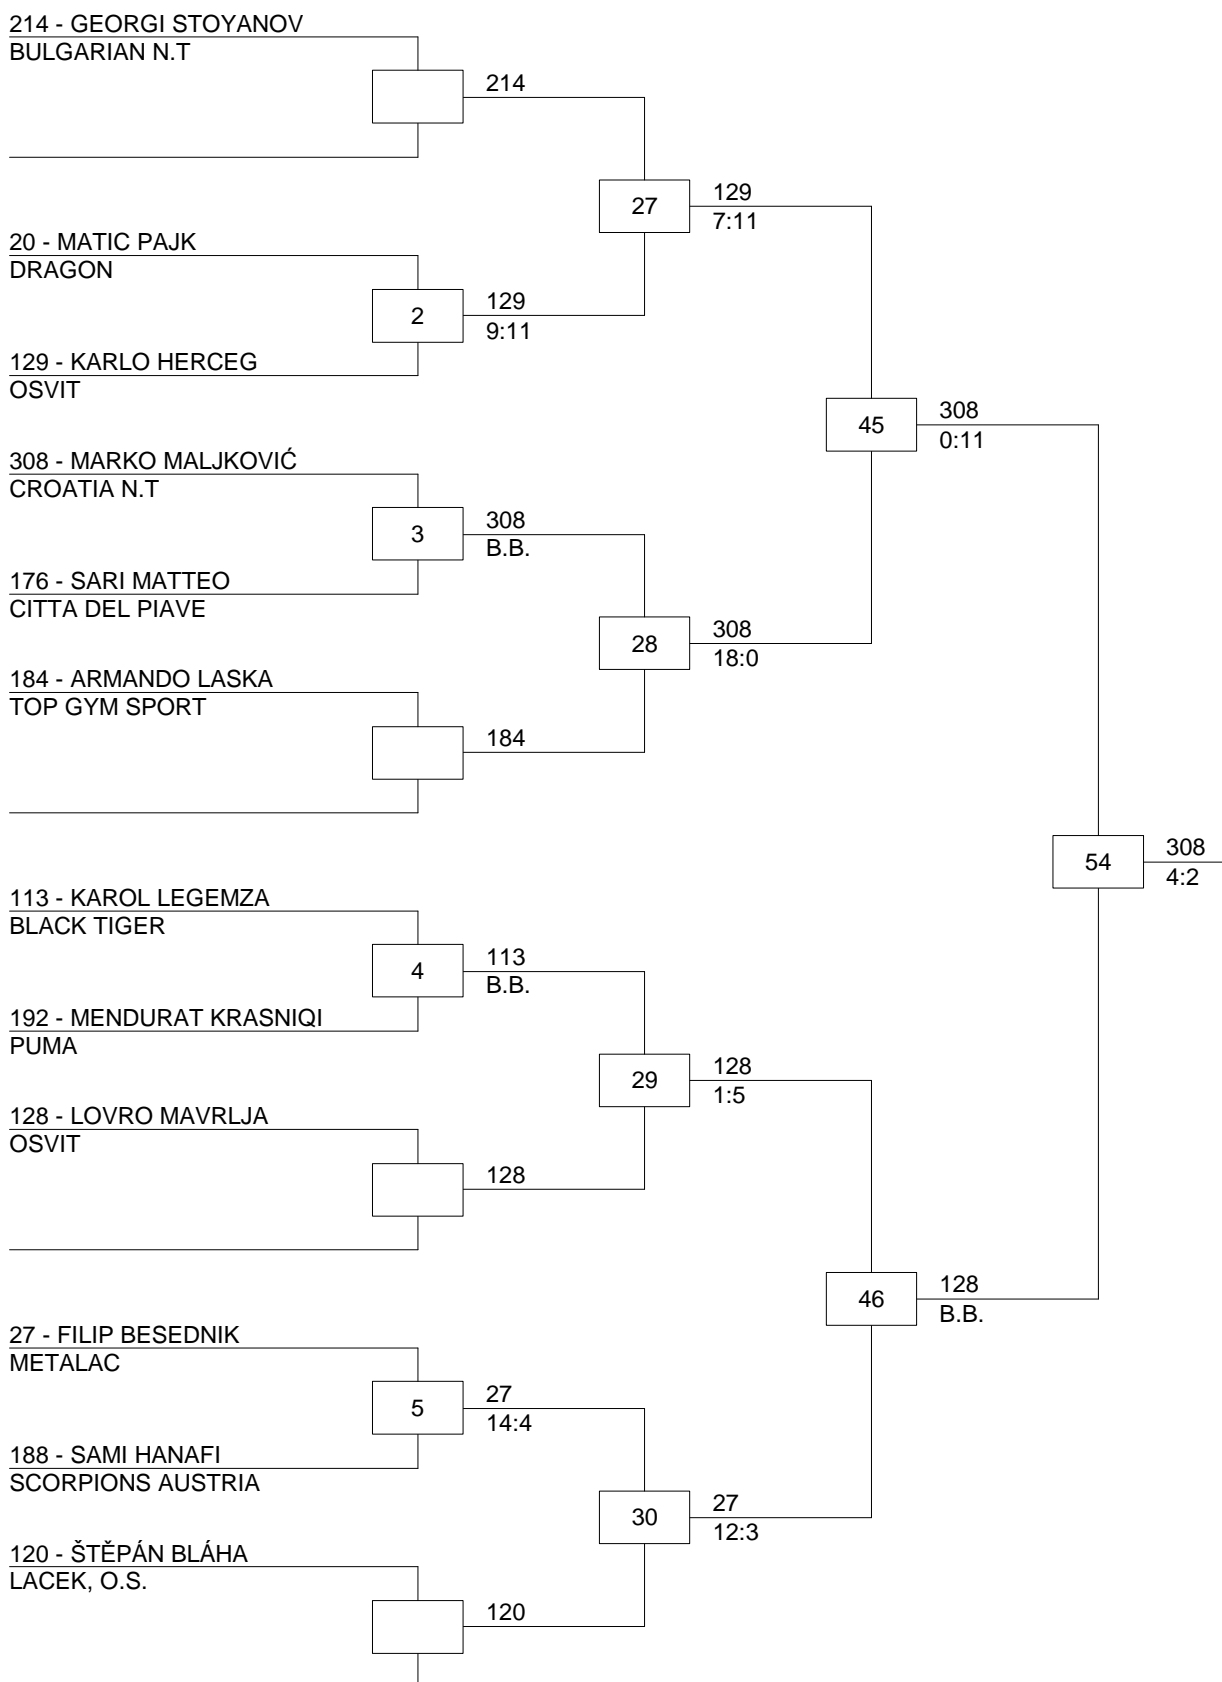 214 - GEORGI STOYANOV
BULGARIAN N.T
214
27
129
7:11
20 - MATIC PAJK
DRAGON
2
129
9:11
129 - KARLO HERCEG
OSVIT
45
308
0:11
308 - MARKO MALJKOVIĆ
CROATIA N.T
3
308
B.B.
176 - SARI MATTEO
CITTA DEL PIAVE
28
308
18:0
184 - ARMANDO LASKA
TOP GYM SPORT
184
54
308
4:2
113 - KAROL LEGEMZA
BLACK TIGER
4
113
B.B.
192 - MENDURAT KRASNIQI
PUMA
29
128
1:5
128 - LOVRO MAVRLJA
OSVIT
128
46
128
B.B.
27 - FILIP BESEDNIK
METALAC
5
27
14:4
188 - SAMI HANAFI
SCORPIONS AUSTRIA
30
27
12:3
120 - ŠTĚPÁN BLÁHA
LACEK, O.S.
120